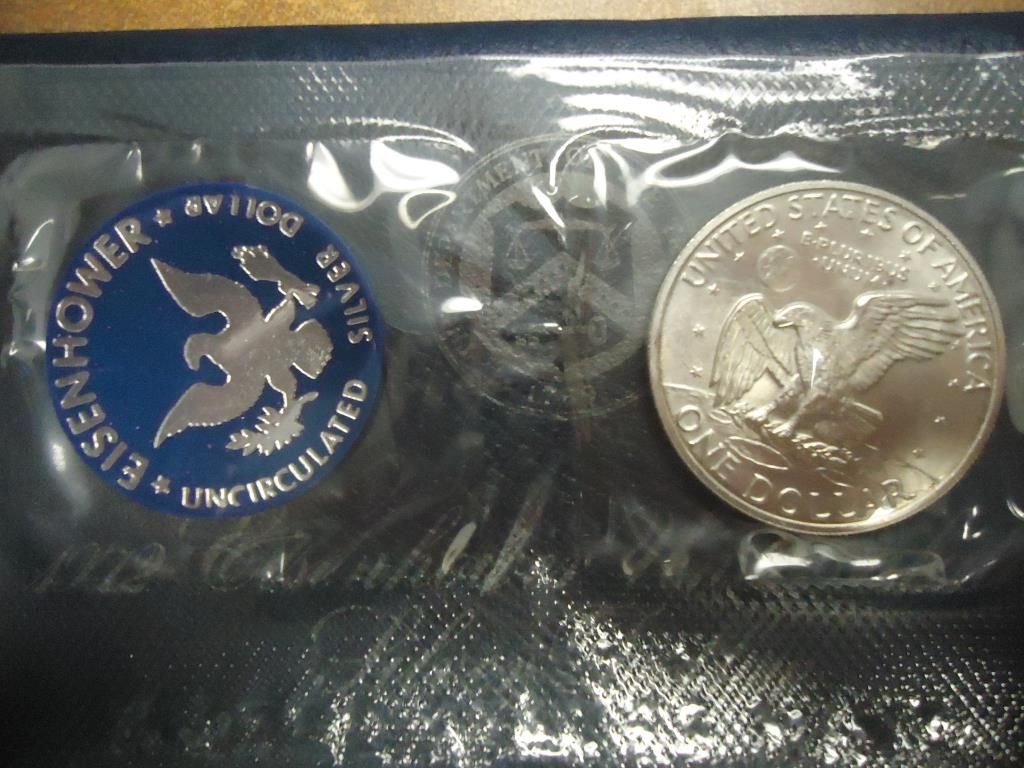 EISENHOWER
SILVER DOLLAR
UNCIRCULATED
UNITED STATES OF AMERICA
E·PLURIBUS
UNUM
ONE DOLLAR